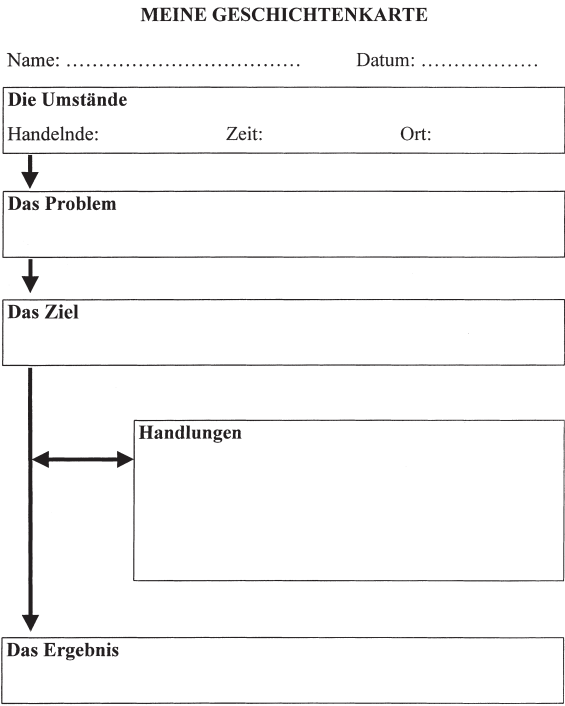 MEINE GESCHICHTENKARTE
Name: ………………………………… Datum: ………………
Die Umstände
Handelnde: Zeit: Ort:
Das Problem
Das Ziel
Handlungen
Das Ergebnis